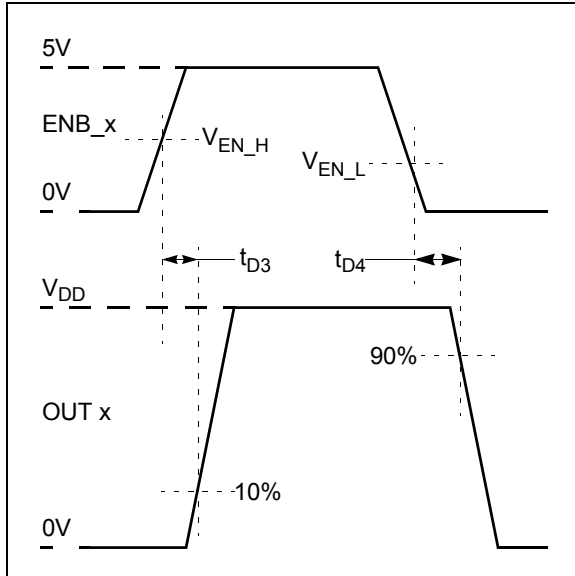 5V
ENB_x
V_EN_H
V_EN_L
0V
t_D3
t_D4
V_DD
90%
OUT x
10%
0V